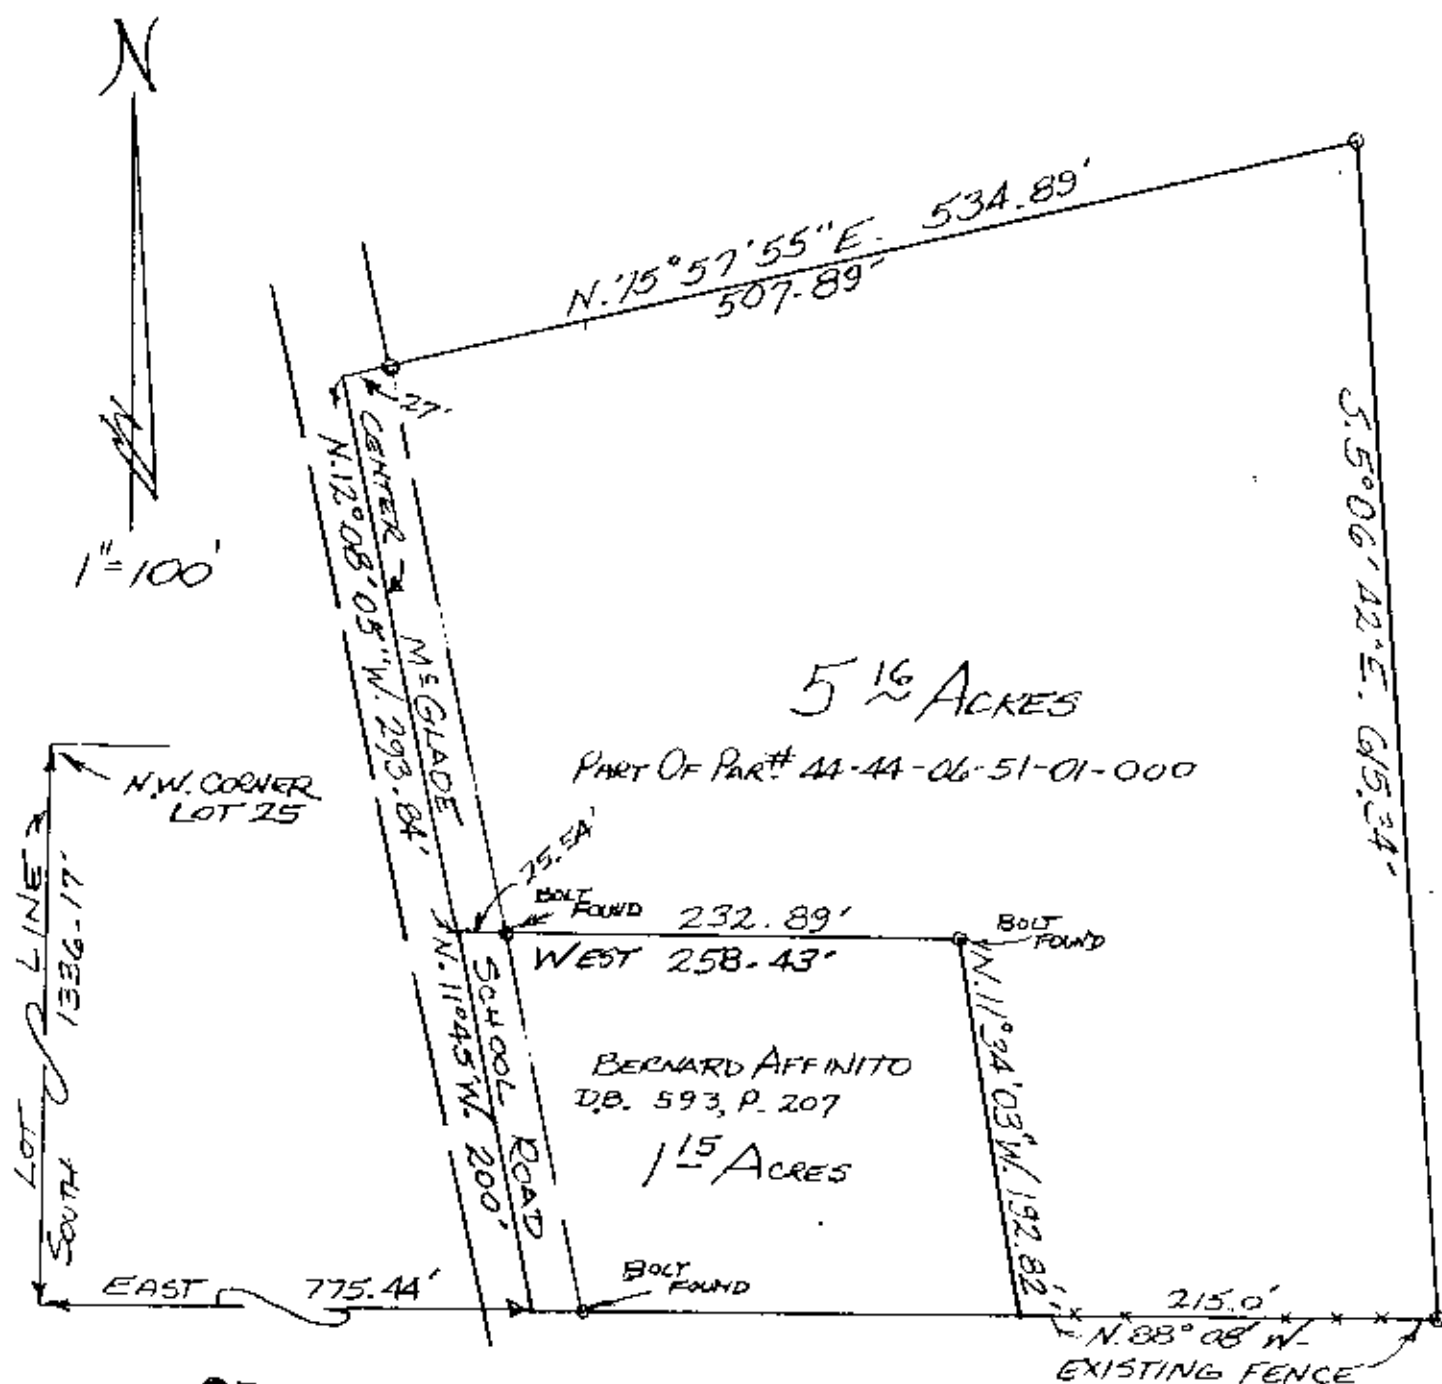 N
1"=100'
N. 75° 57' 55" E. 534.89'
507.89'
27'
CENTER
N. 12° 08' 05" W. 293.84'
McGLADE
S. 5° 06' 42" E. 615.34'
5 16 ACRES
PART OF PAR# 44-44-06-51-01-000
N.W. CORNER
LOT 25
LOT LINE
SOUTH 1336.17'
25.54'
BOLT
FOUND
232.89'
WEST 258.43'
BOLT
FOUND
N. 11° 45' W. 200'
SCHOOL ROAD
BERNARD AFFINITO
D.B. 593, P. 207
1 15 ACRES
N. 11° 34' 03" W. 192.82'
EAST 775.44'
BOLT
FOUND
215.0'
N. 88° 08' W.
EXISTING FENCE